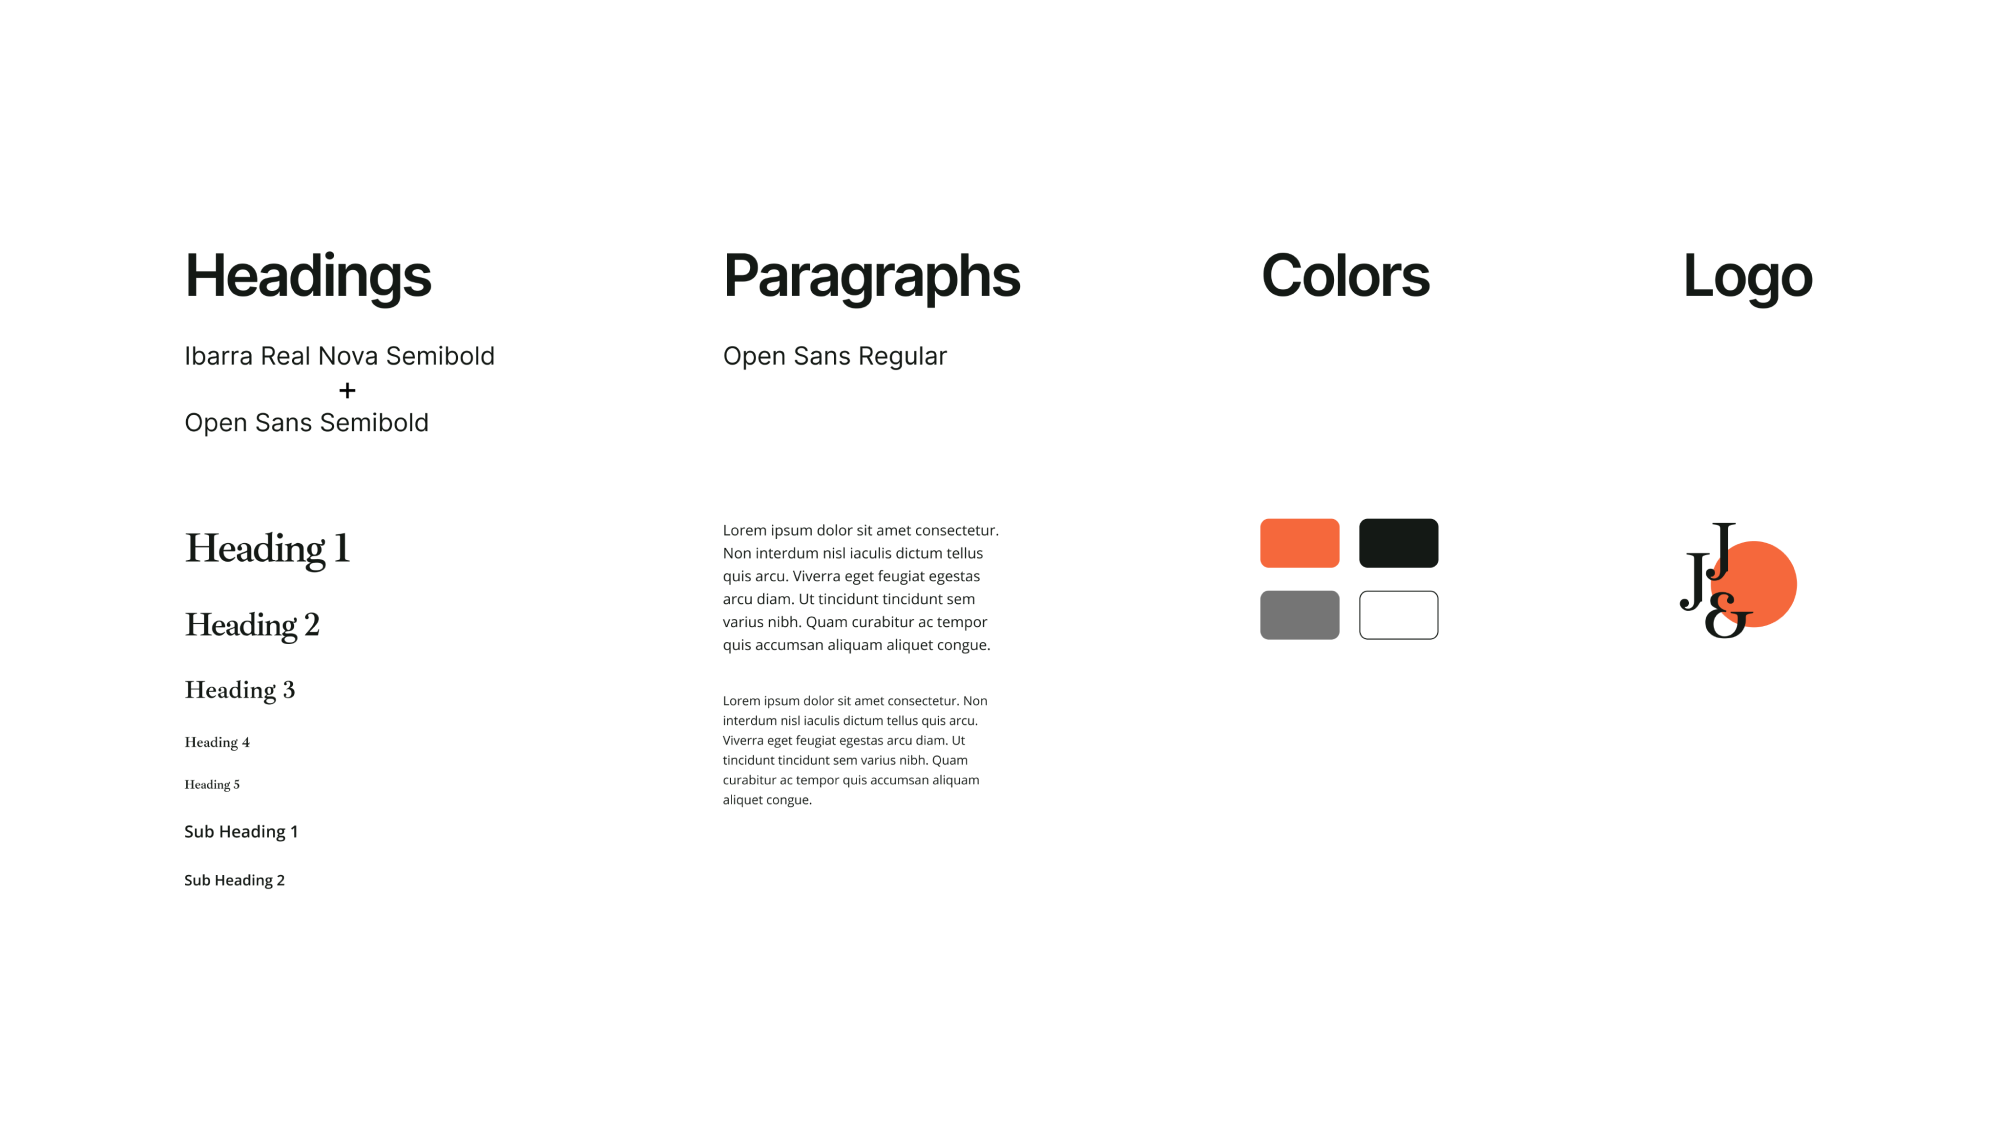 Headings
Ibarra Real Nova Semibold
+
Open Sans Semibold
Heading 1
Heading 2
Heading 3
Heading 4
Heading 5
Sub Heading 1
Sub Heading 2
Paragraphs
Open Sans Regular
Lorem ipsum dolor sit amet consectetur.
Non interdum nisl iaculis dictum tellus
quis arcu. Viverra eget feugiat egestas
arcu diam. Ut tincidunt tincidunt sem
varius nibh. Quam curabitur ac tempor
quis accumsan aliquam aliquet congue.
Lorem ipsum dolor sit amet consectetur. Non
interdum nisl iaculis dictum tellus quis arcu.
Viverra eget feugiat egestas arcu diam. Ut
tincidunt tincidunt sem varius nibh. Quam
curabitur ac tempor quis accumsan aliquam
aliquet congue.
Colors
Logo
J
J
&